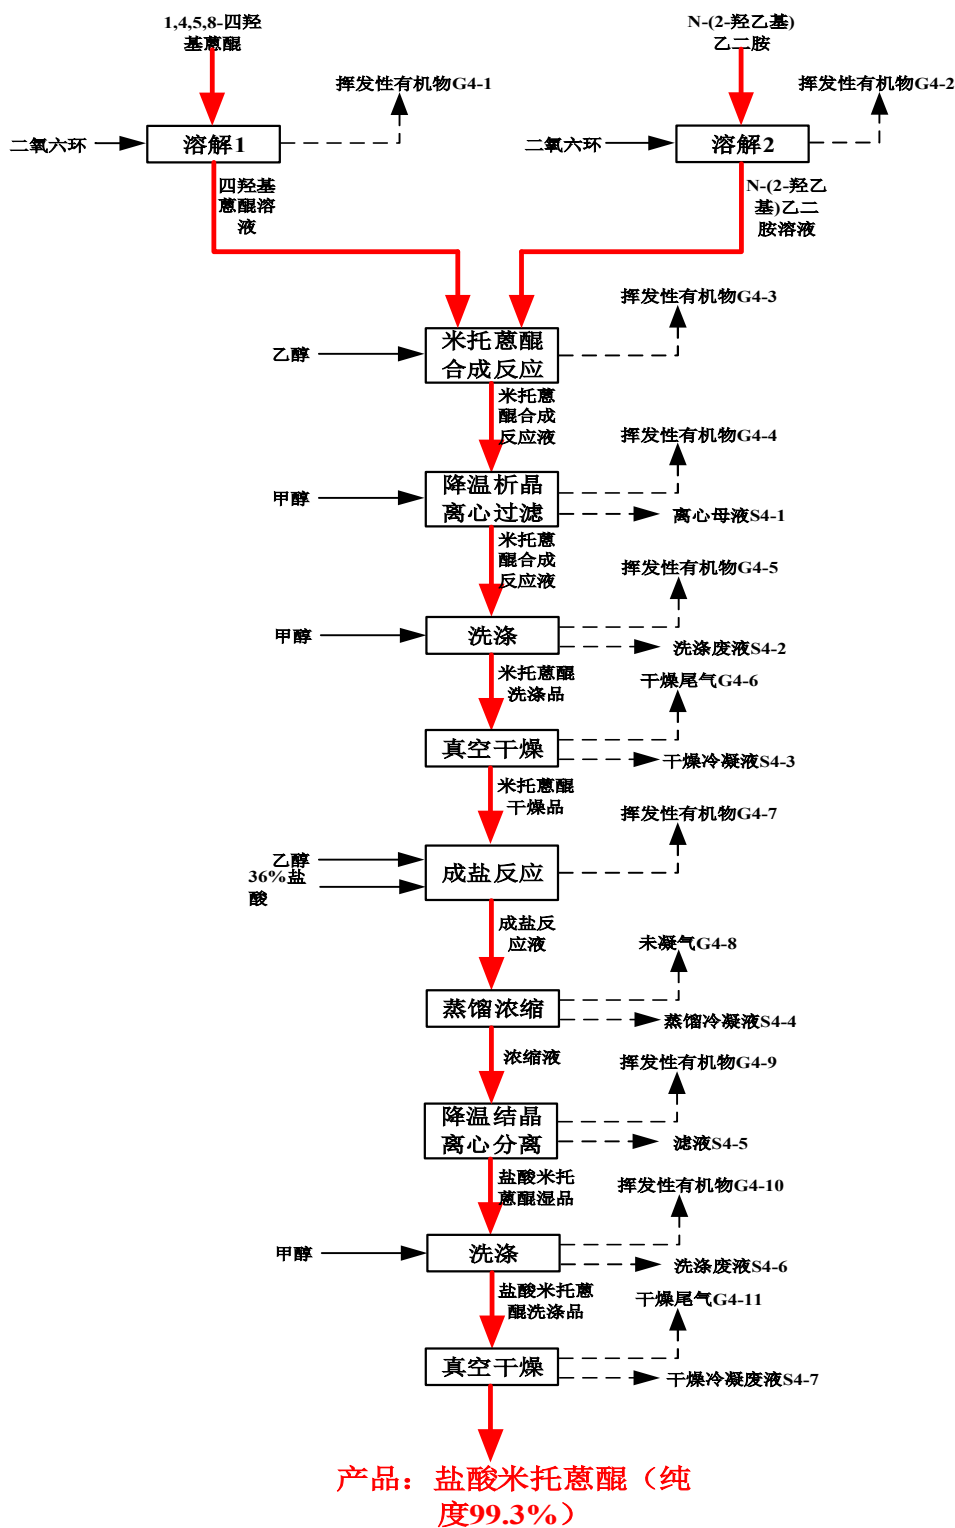 1,4,5,8-四羟
基蒽醌
N-(2-羟乙基)
乙二胺
挥发性有机物G4-1
挥发性有机物G4-2
二氧六环
溶解1
二氧六环
溶解2
四羟基
蒽醌溶
液
N-(2-羟乙
基)乙二
胺溶液
挥发性有机物G4-3
乙醇
米托蒽醌
合成反应
米托蒽
醌合成
反应液
挥发性有机物G4-4
甲醇
降温析晶
离心过滤
离心母液S4-1
米托蒽
醌合成
反应液
挥发性有机物G4-5
甲醇
洗涤
洗涤废液S4-2
米托蒽醌
洗涤品
干燥尾气G4-6
真空干燥
干燥冷凝液S4-3
米托蒽醌
干燥品
挥发性有机物G4-7
乙醇
36%盐
酸
成盐反应
成盐反
应液
未凝气G4-8
蒸馏浓缩
蒸馏冷凝液S4-4
浓缩液
挥发性有机物G4-9
降温结晶
离心分离
滤液S4-5
盐酸米托
蒽醌湿品
挥发性有机物G4-10
甲醇
洗涤
洗涤废液S4-6
盐酸米托蒽
醌洗涤品
干燥尾气G4-11
真空干燥
干燥冷凝废液S4-7
产品：盐酸米托蒽醌（纯
度99.3%）